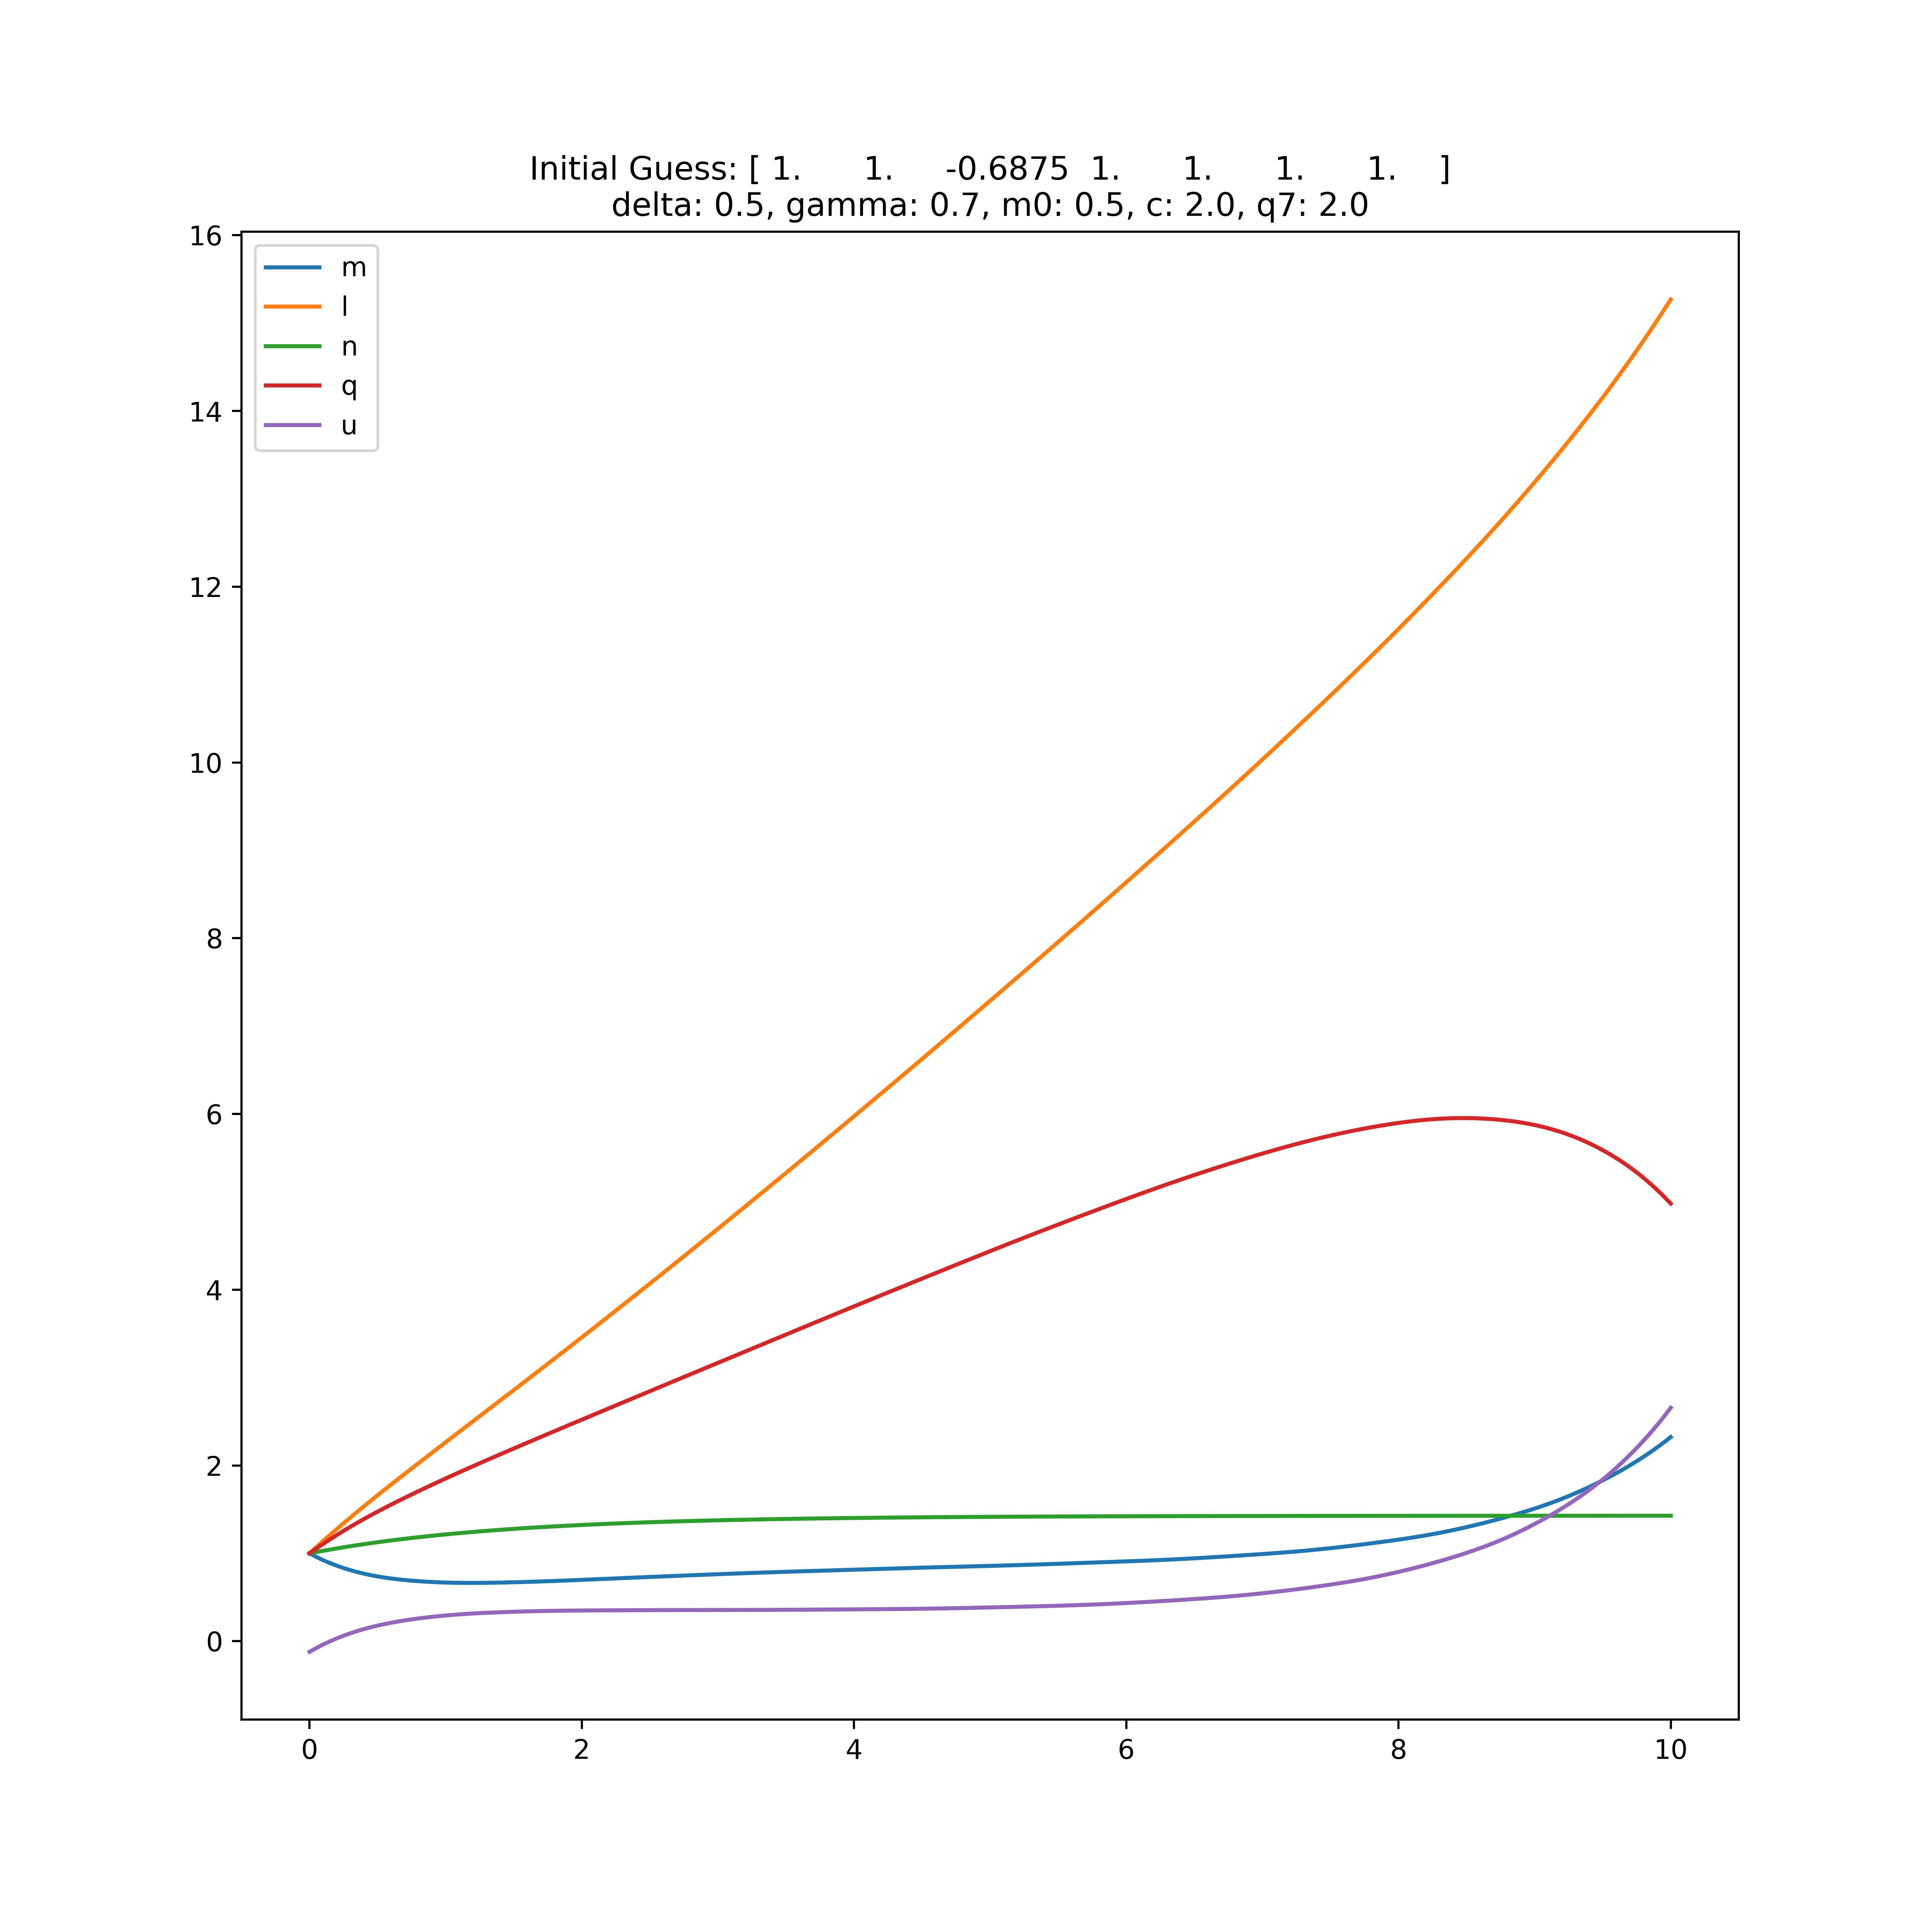 Initial Guess: [ 1. 1. -0.6875 1. 1. 1. 1. ]
delta: 0.5, gamma: 0.7, m0: 0.5, c: 2.0, q7: 2.0
16
14
12
10
8
6
4
2
0
m
l
n
q
u
0 2 4 6 8 10